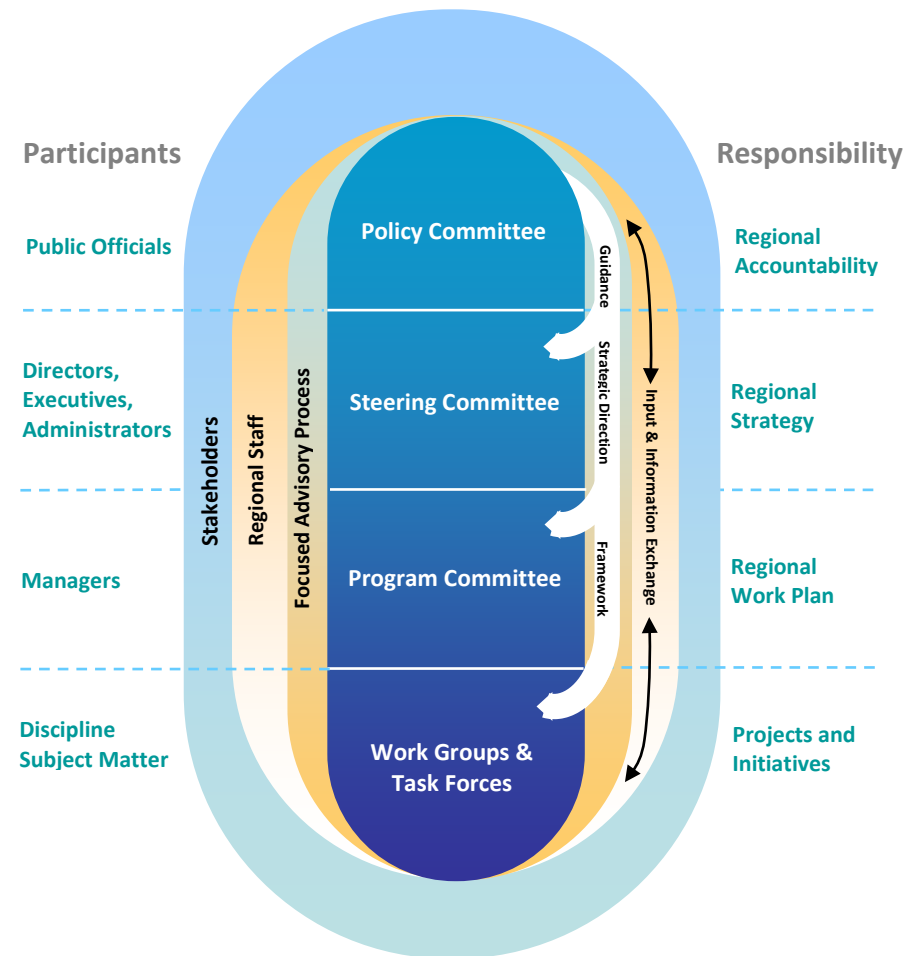 Participants
Responsibility
Public Officials
Policy Committee
Regional
Accountability
Guidance
Directors,
Executives,
Administrators
Steering Committee
Strategic Direction
Regional
Strategy
Stakeholders
Regional Staff
Focused Advisory Process
Input & Information Exchange
Managers
Program Committee
Framework
Regional
Work Plan
Discipline
Subject Matter
Work Groups &
Task Forces
Projects and
Initiatives